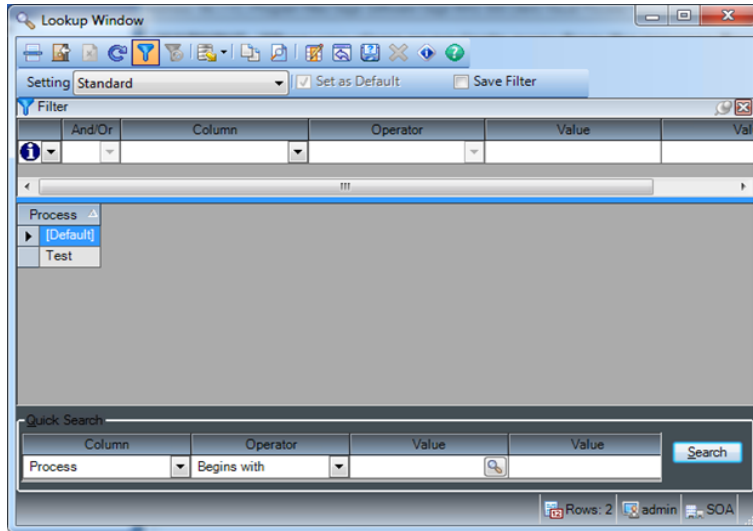 Lookup Window
Setting Standard Set as Default Save Filter
Filter
And/Or Column Operator Value Val
Process
[Default]
Test
Quick Search
Column Operator Value Value
Process Begins with Search
Rows: 2 admin SOA